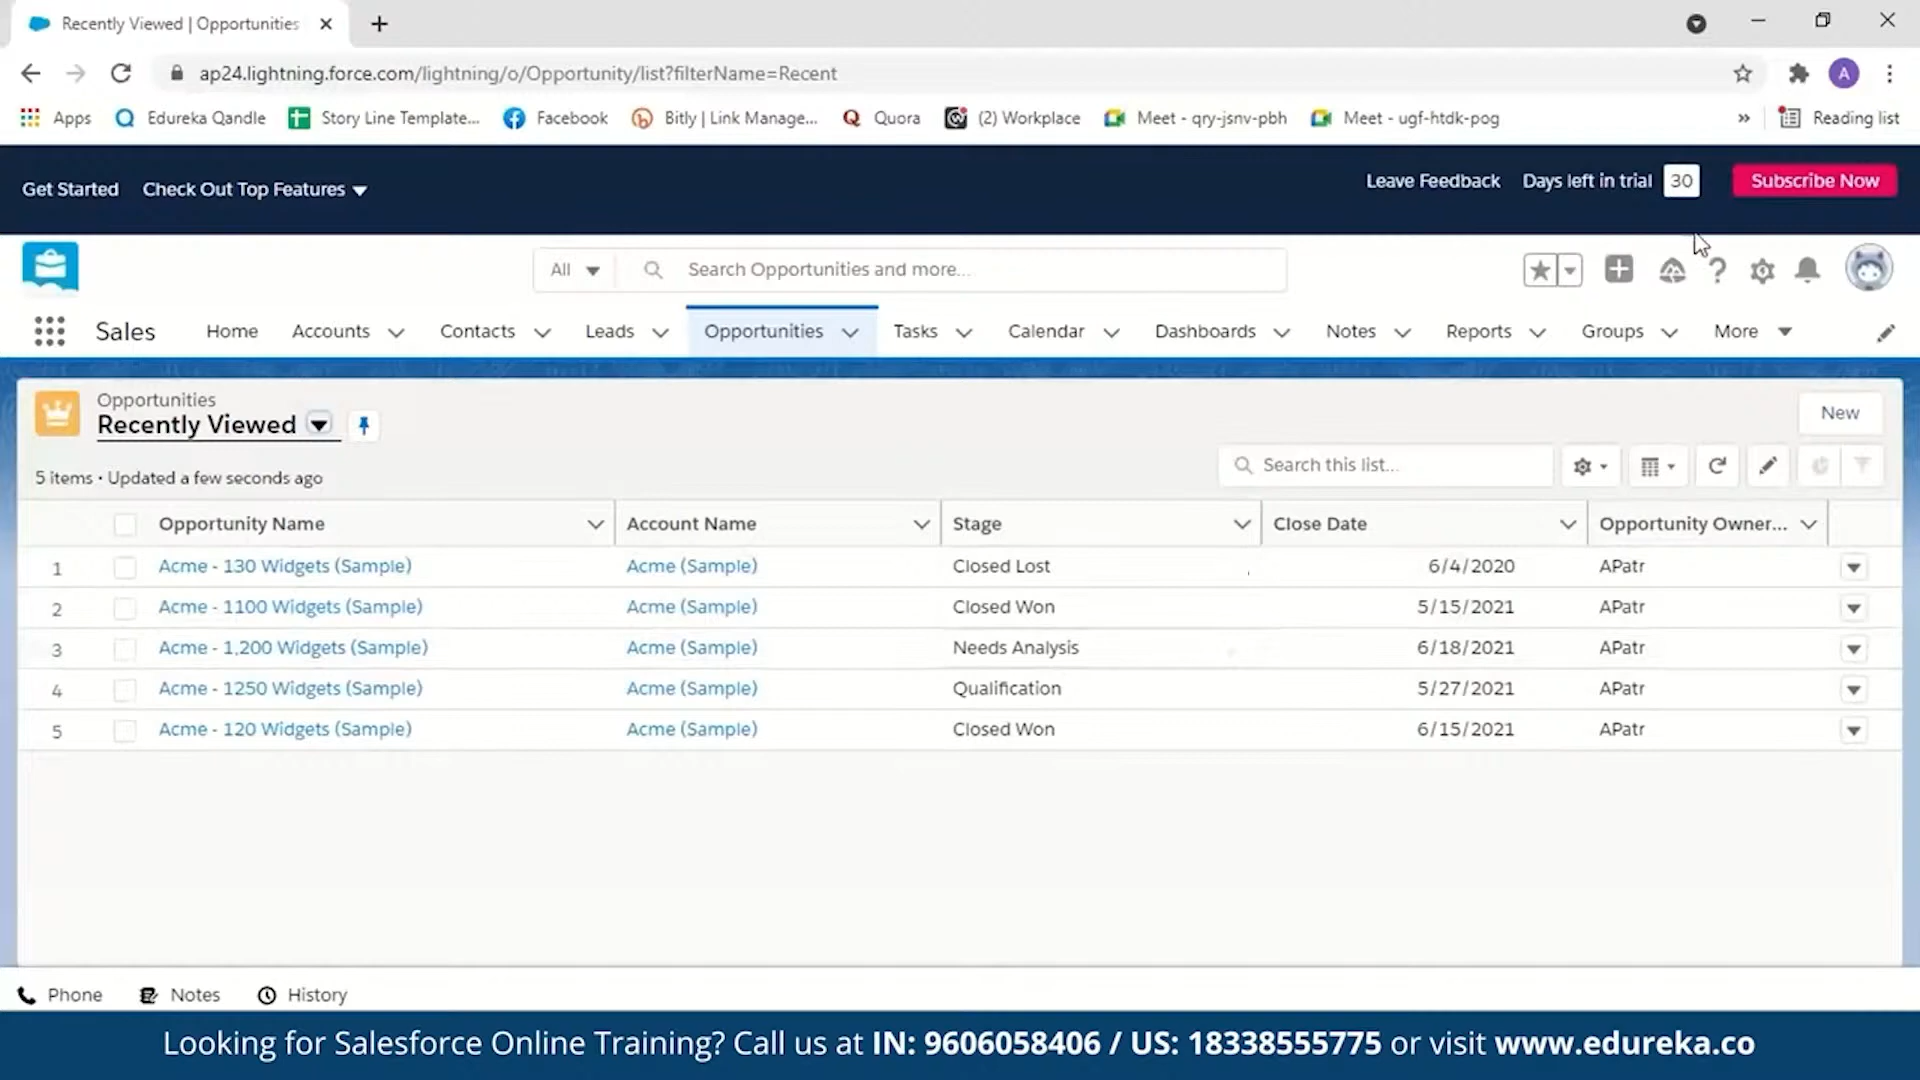 Recently Viewed | Opportunities
ap24.lightning.force.com/lightning/o/Opportunity/list?filterName=Recent
A
Apps Edureka Qandle Story Line Template... Facebook Bitly | Link Manage... Quora (2) Workplace Meet - qry-jsnv-pbh Meet - ugf-htdk-pog » Reading list
Get Started Check Out Top Features Leave Feedback Days left in trial 30 Subscribe Now
All Search Opportunities and more...
Sales Home Accounts Contacts Leads Opportunities Tasks Calendar Dashboards Notes Reports Groups More
Opportunities
Recently Viewed
New
5 items • Updated a few seconds ago
Search this list...
Opportunity Name Account Name Stage Close Date Opportunity Owner...
1 Acme - 130 Widgets (Sample) Acme (Sample) Closed Lost 6/4/2020 APatr
2 Acme - 1100 Widgets (Sample) Acme (Sample) Closed Won 5/15/2021 APatr
3 Acme - 1,200 Widgets (Sample) Acme (Sample) Needs Analysis 6/18/2021 APatr
4 Acme - 1250 Widgets (Sample) Acme (Sample) Qualification 5/27/2021 APatr
5 Acme - 120 Widgets (Sample) Acme (Sample) Closed Won 6/15/2021 APatr
Phone Notes History
Looking for Salesforce Online Training? Call us at IN: 9606058406 / US: 18338555775 or visit www.edureka.co